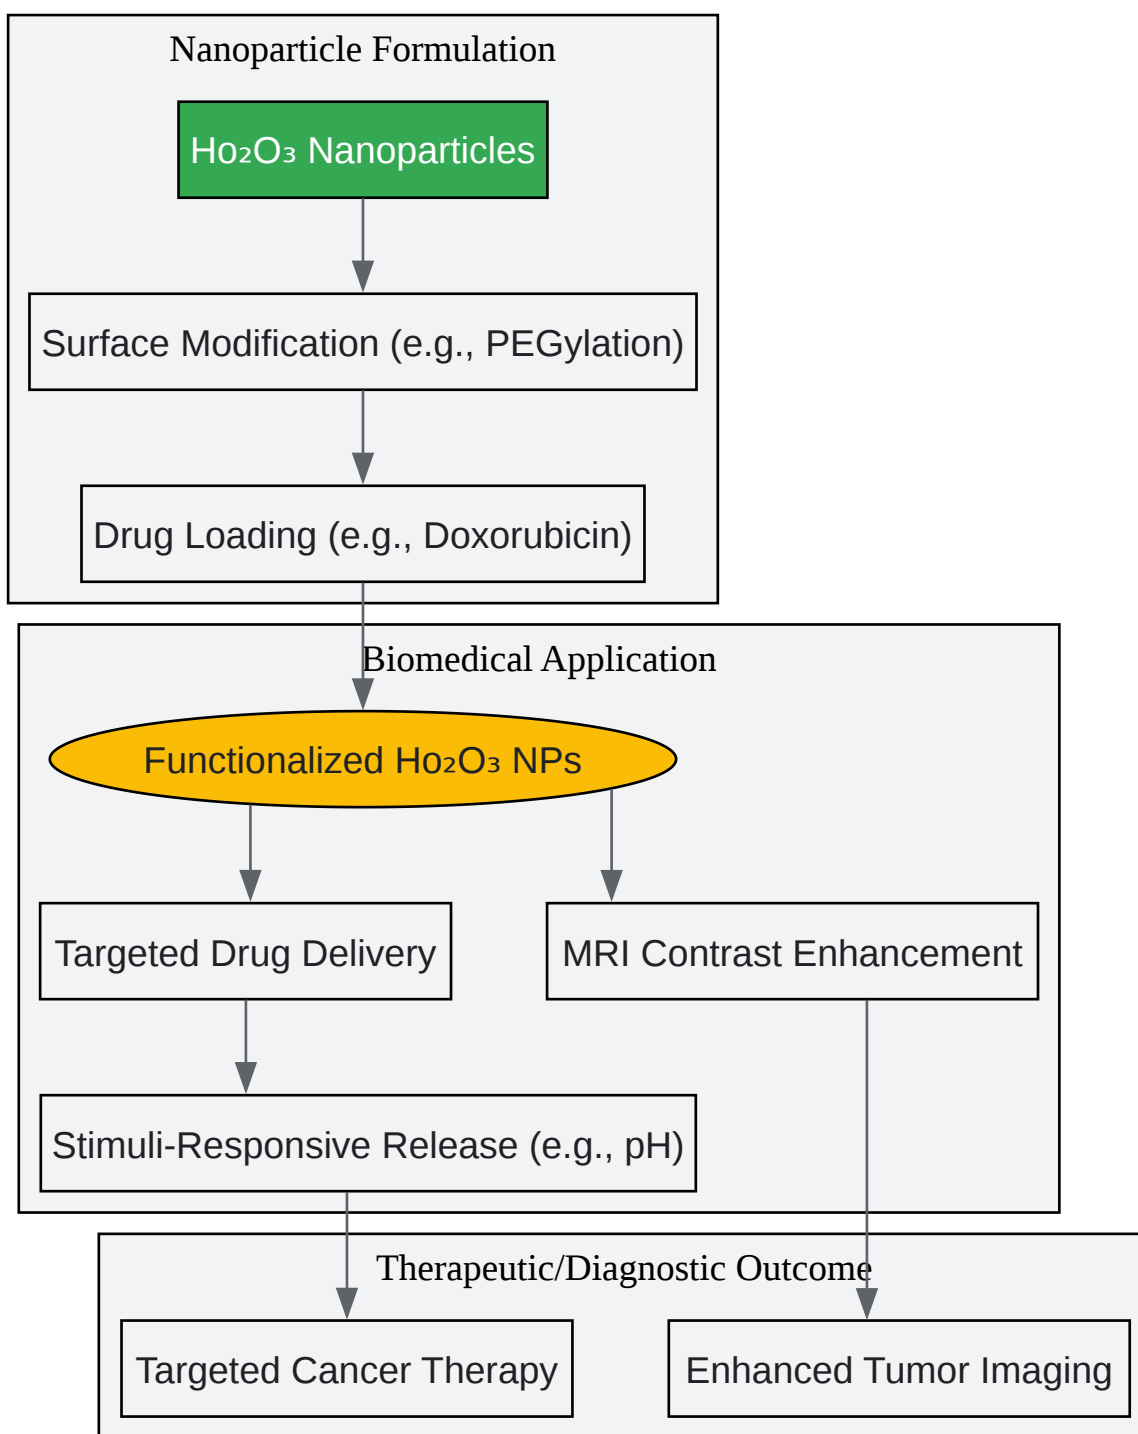 Nanoparticle Formulation
Ho₂O₃ Nanoparticles
Surface Modification (e.g., PEGylation)
Drug Loading (e.g., Doxorubicin)
Biomedical Application
Functionalized Ho₂O₃ NPs
Targeted Drug Delivery
MRI Contrast Enhancement
Stimuli-Responsive Release (e.g., pH)
Therapeutic/Diagnostic Outcome
Targeted Cancer Therapy
Enhanced Tumor Imaging